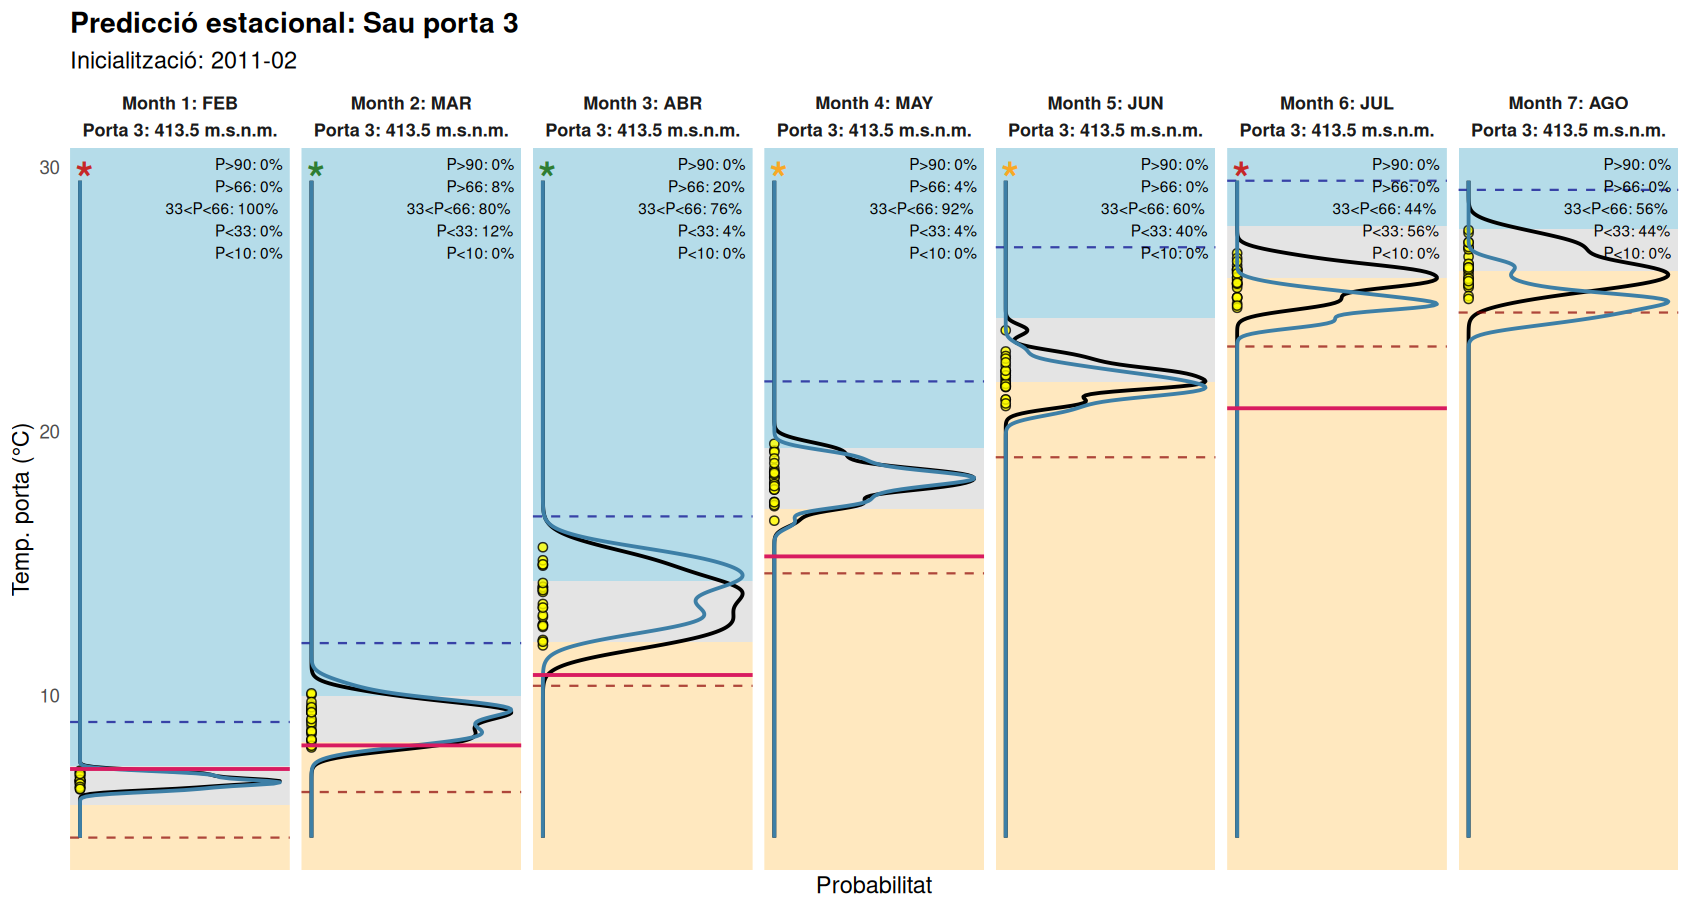 Predicció estacional: Sau porta 3
Inicialització: 2011-02
Month 1: FEB
Porta 3: 413.5 m.s.n.m.
Month 2: MAR
Porta 3: 413.5 m.s.n.m.
Month 3: ABR
Porta 3: 413.5 m.s.n.m.
Month 4: MAY
Porta 3: 413.5 m.s.n.m.
Month 5: JUN
Porta 3: 413.5 m.s.n.m.
Month 6: JUL
Porta 3: 413.5 m.s.n.m.
Month 7: AGO
Porta 3: 413.5 m.s.n.m.
Temp. porta (°C)
30
20
10
*
P>90: 0%
P>66: 0%
33<P<66: 100%
P<33: 0%
P<10: 0%
*
P>90: 0%
P>66: 8%
33<P<66: 80%
P<33: 12%
P<10: 0%
*
P>90: 0%
P>66: 20%
33<P<66: 76%
P<33: 4%
P<10: 0%
*
P>90: 0%
P>66: 4%
33<P<66: 92%
P<33: 4%
P<10: 0%
*
P>90: 0%
P>66: 0%
33<P<66: 60%
P<33: 40%
P<10: 0%
*
P>90: 0%
P>66: 0%
33<P<66: 44%
P<33: 56%
P<10: 0%
P>90: 0%
P>66: 0%
33<P<66: 56%
P<33: 44%
P<10: 0%
Probabilitat